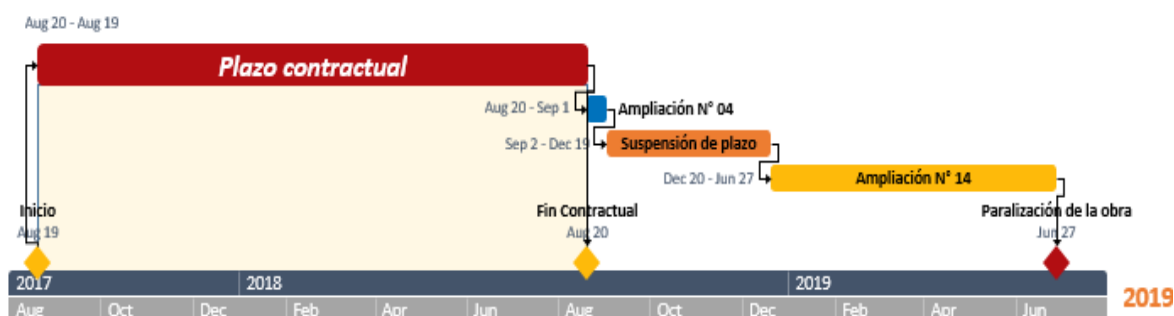 Aug 20 - Aug 19
Plazo contractual
Aug 20 - Sep 1
Ampliación N° 04
Sep 2 - Dec 19
Suspensión de plazo
Dec 20 - Jun 27
Ampliación N° 14
Inicio
Aug 19
Fin Contractual
Aug 20
Paralización de la obra
Jun 27
2017 2018 2019
2019
Aug Oct Dec Feb Apr Jun Aug Oct Dec Feb Apr Jun